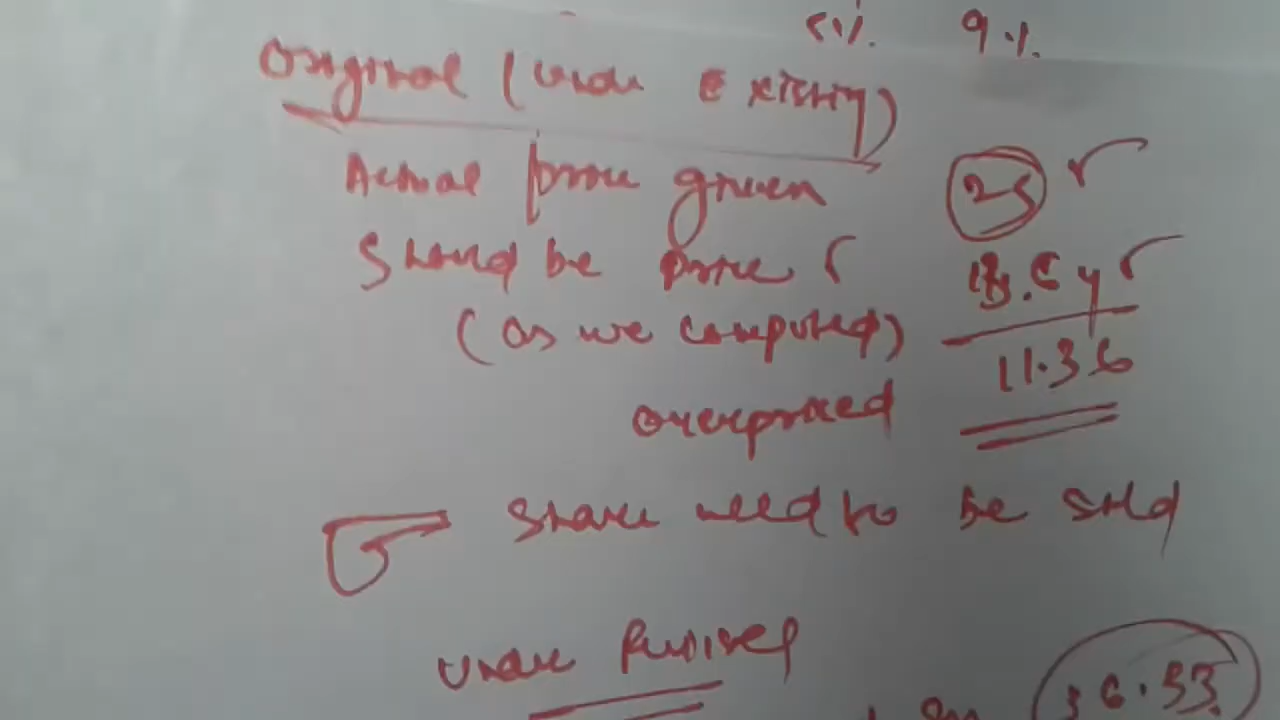 5% 9%
Original (Under Existing)
Actual price given 25
Should be price 13.64
(as we computed)
11.36
overpriced
Share need to be sold
Under Revised
36.33